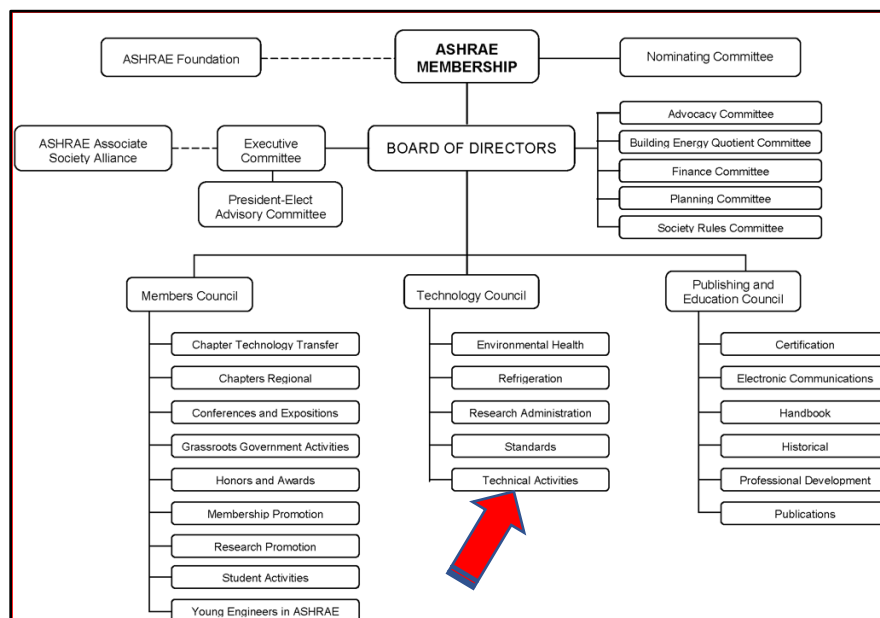 ASHRAE Foundation
ASHRAE
MEMBERSHIP
Nominating Committee
ASHRAE Associate
Society Alliance
Executive
Committee
BOARD OF DIRECTORS
Advocacy Committee
Building Energy Quotient Committee
Finance Committee
Planning Committee
Society Rules Committee
President-Elect
Advisory Committee
Members Council
Chapter Technology Transfer
Chapters Regional
Conferences and Expositions
Grassroots Government Activities
Honors and Awards
Membership Promotion
Research Promotion
Student Activities
Young Engineers in ASHRAE
Technology Council
Environmental Health
Refrigeration
Research Administration
Standards
Technical Activities
Publishing and
Education Council
Certification
Electronic Communications
Handbook
Historical
Professional Development
Publications